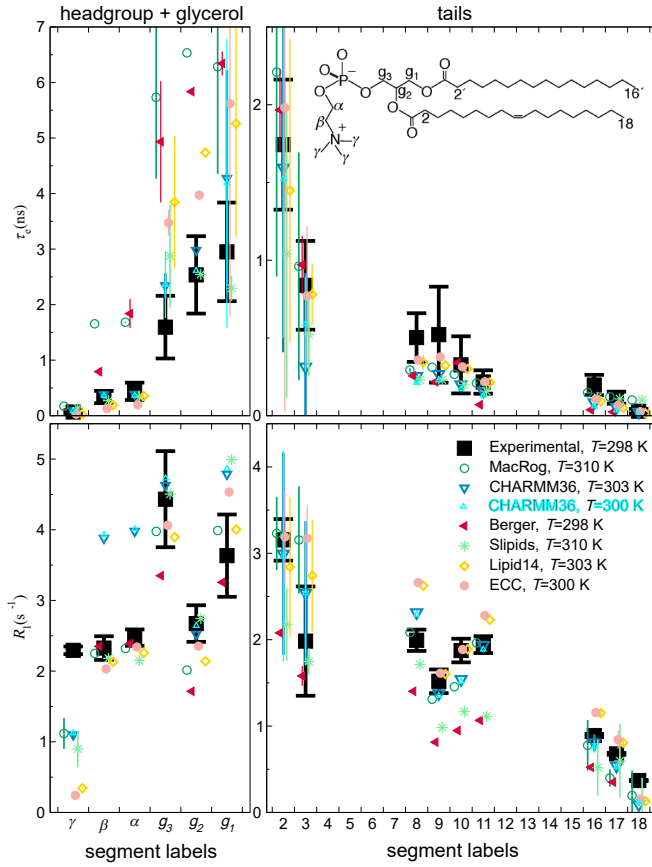 headgroup + glycerol
tails
τe(ns)
7
6
5
4
3
2
1
0
2
1
0
O
O
P
−
O
O
g3
g2
g1
O
O
2´
16´
O
O
2
18
α
β
+
N
γ
γ
γ
R1(s⁻¹)
5
4
3
2
1
0
4
3
2
1
0
Experimental, T=298 K
MacRog, T=310 K
CHARMM36, T=303 K
CHARMM36, T=300 K
Berger, T=298 K
Slipids, T=310 K
Lipid14, T=303 K
ECC, T=300 K
γ β α g3 g2 g1
2 3 4 5 6 7 8 9 10 11 12 13 14 15 16 17 18
segment labels
segment labels